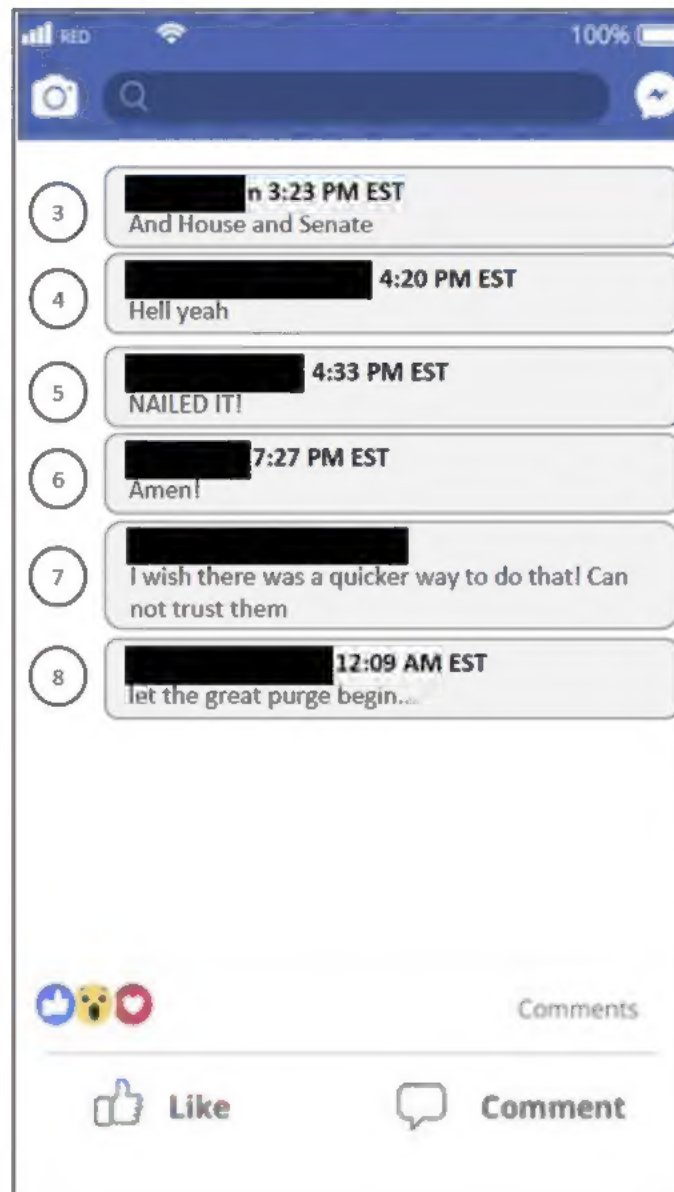 RED 100%
3
n 3:23 PM EST
And House and Senate
4
4:20 PM EST
Hell yeah
5
4:33 PM EST
NAILED IT!
6
7:27 PM EST
Amen!
7
I wish there was a quicker way to do that! Can
not trust them
8
12:09 AM EST
let the great purge begin...
Comments
Like Comment